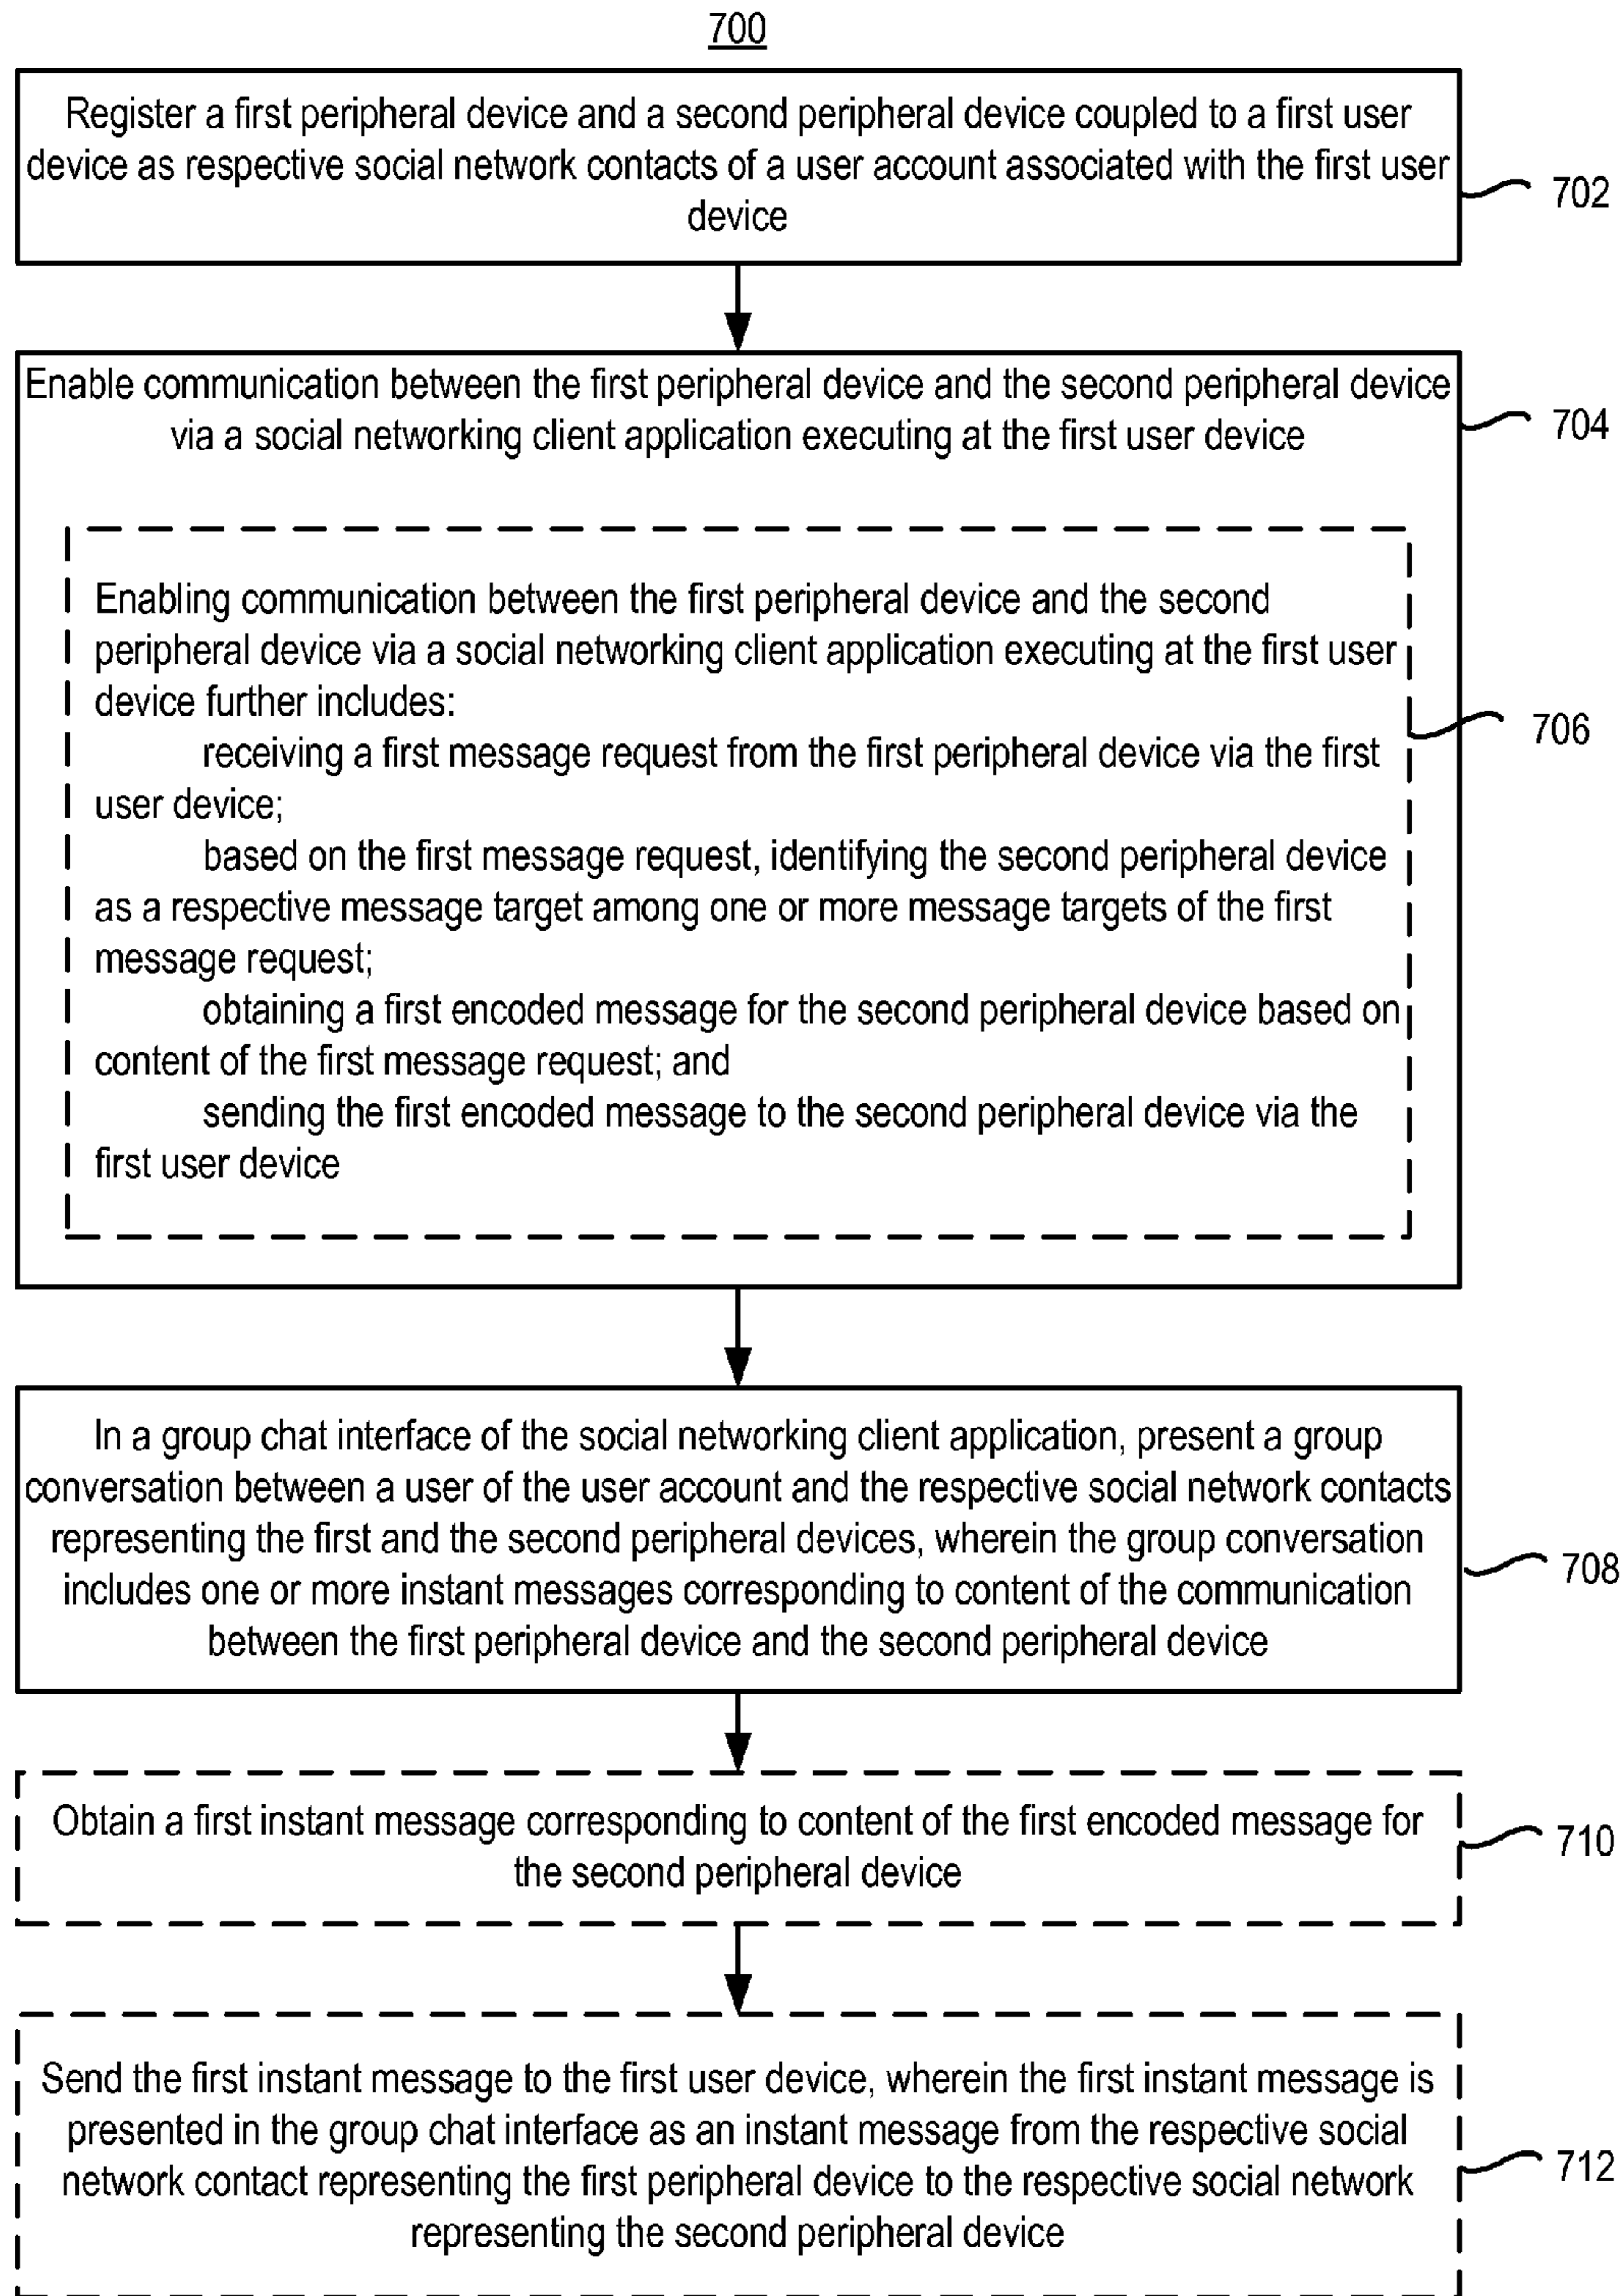 700
Register a first peripheral device and a second peripheral device coupled to a first user
device as respective social network contacts of a user account associated with the first user
device
702
Enable communication between the first peripheral device and the second peripheral device
via a social networking client application executing at the first user device
704
Enabling communication between the first peripheral device and the second
peripheral device via a social networking client application executing at the first user
device further includes:
receiving a first message request from the first peripheral device via the first
user device;
based on the first message request, identifying the second peripheral device
as a respective message target among one or more message targets of the first
message request;
obtaining a first encoded message for the second peripheral device based on
content of the first message request; and
sending the first encoded message to the second peripheral device via the
first user device
706
In a group chat interface of the social networking client application, present a group
conversation between a user of the user account and the respective social network contacts
representing the first and the second peripheral devices, wherein the group conversation
includes one or more instant messages corresponding to content of the communication
between the first peripheral device and the second peripheral device
708
Obtain a first instant message corresponding to content of the first encoded message for
the second peripheral device
710
Send the first instant message to the first user device, wherein the first instant message is
presented in the group chat interface as an instant message from the respective social
network contact representing the first peripheral device to the respective social network
representing the second peripheral device
712